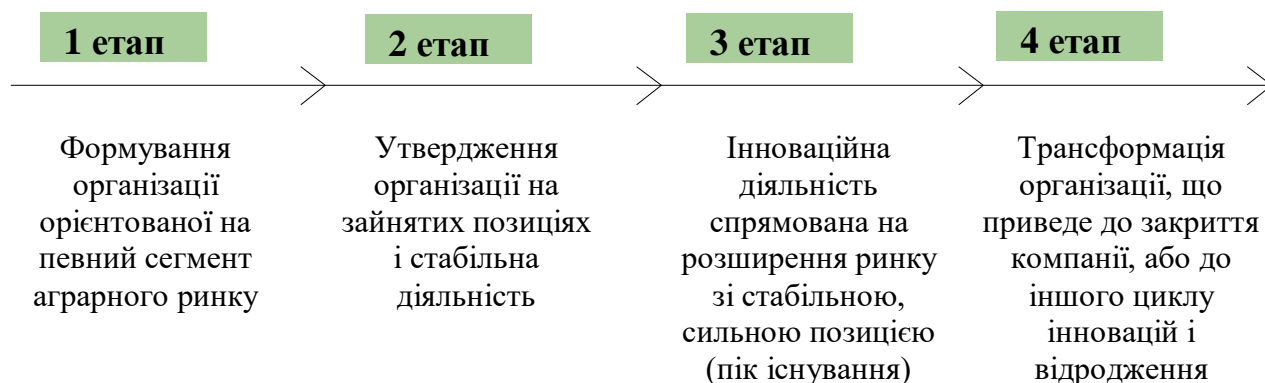 1 етап
2 етап
3 етап
4 етап
Формування
організації
орієнтованої на
певний сегмент
аграрного ринку
Утвердження
організації на
зайнятих позиціях
і стабільна
діяльність
Інноваційна
діяльність
спрямована на
розширення ринку
зі стабільною,
сильною позицією
(пік існування)
Трансформація
організації, що
приведе до закриття
компанії, або до
іншого циклу
інновацій і
відродження